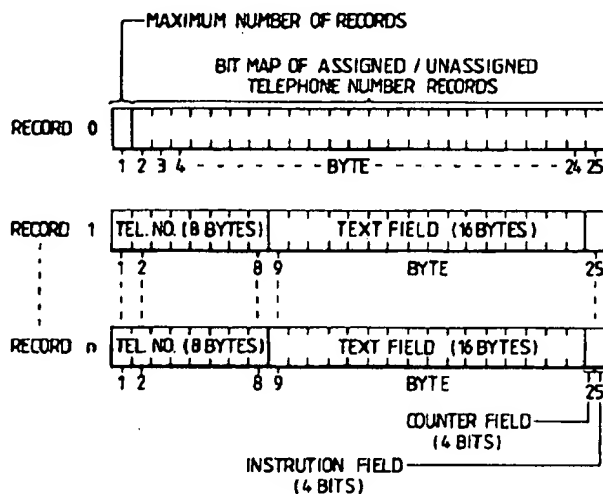 MAXIMUM NUMBER OF RECORDS
BIT MAP OF ASSIGNED / UNASSIGNED
TELEPHONE NUMBER RECORDS
RECORD 0
1 2 3 4 - - - - - - - - - BYTE - - - - - - - - - 24 25
RECORD 1 TEL. NO. (8 BYTES) TEXT FIELD (16 BYTES)
1 2 8 9 BYTE 25
RECORD n TEL. NO. (8 BYTES) TEXT FIELD (16 BYTES)
1 2 8 9 BYTE 25
COUNTER FIELD
(4 BITS)
INSTRUTION FIELD
(4 BITS)